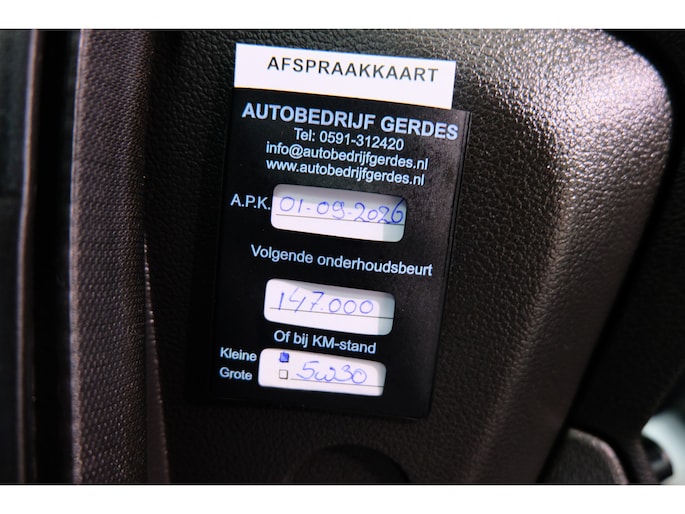 AFSPRAAKKAART
AUTOBEDRIJF GERDES
Tel: 0591-312420
info@autobedrijfgerdes.nl
www.autobedrijfgerdes.nl
A.P.K. 01-09-2026
Volgende onderhoudsbeurt
147.000
Of bij KM-stand
Kleine
Grote 5w30